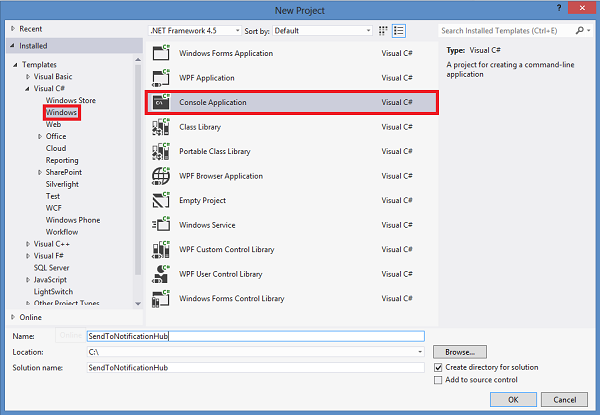 New Project
? ×
Recent
.NET Framework 4.5 Sort by: Default
Search Installed Templates (Ctrl+E)
Installed
Templates
Visual Basic
Visual C#
Windows Store
Windows
Web
Office
Cloud
Reporting
SharePoint
Silverlight
Test
WCF
Windows Phone
Workflow
Visual C++
Visual F#
SQL Server
JavaScript
LightSwitch
Other Project Types
Online
Windows Forms Application Visual C#
WPF Application Visual C#
Console Application Visual C#
Class Library Visual C#
Portable Class Library Visual C#
WPF Browser Application Visual C#
Empty Project Visual C#
Windows Service Visual C#
WPF Custom Control Library Visual C#
WPF User Control Library Visual C#
Windows Forms Control Library Visual C#
Type: Visual C#
A project for creating a command-line
application
Name: SendToNotificationHub
Location: C:\
Browse...
Solution name: SendToNotificationHub
Create directory for solution
Add to source control
OK Cancel